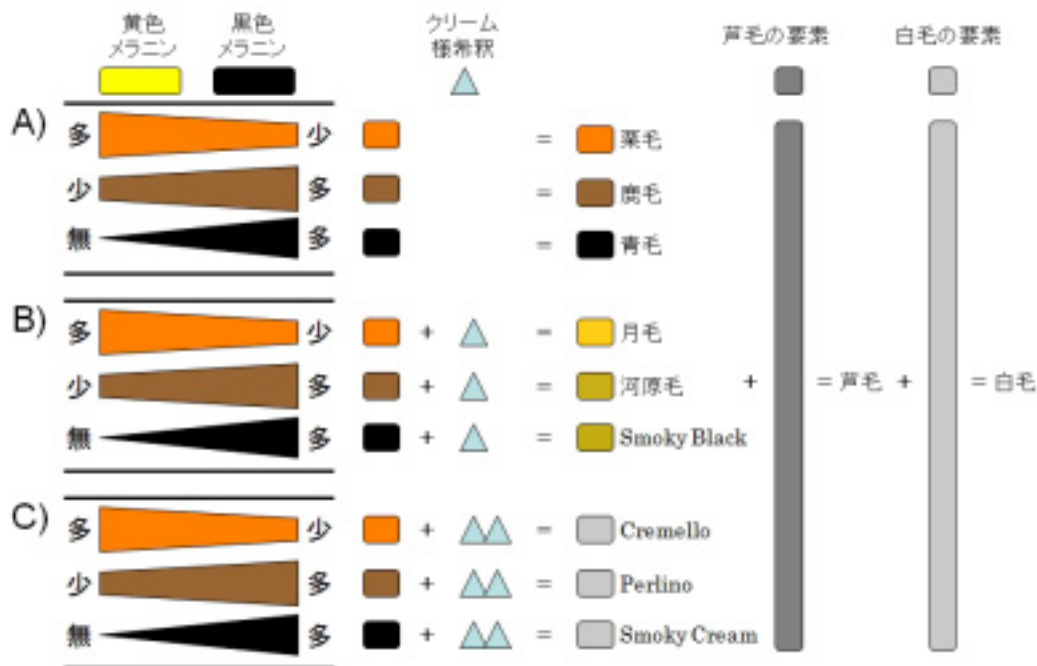 黄色
メラニン
黒色
メラニン
クリーム
様希釈
芦毛の要素
白毛の要素
A)
多 少 = 栗毛
少 多 = 鹿毛
無 多 = 青毛
B)
多 少 + = 月毛
少 多 + = 河原毛
無 多 + = Smoky Black
+ = 芦毛 + = 白毛
C)
多 少 + = Cremello
少 多 + = Perlino
無 多 + = Smoky Cream